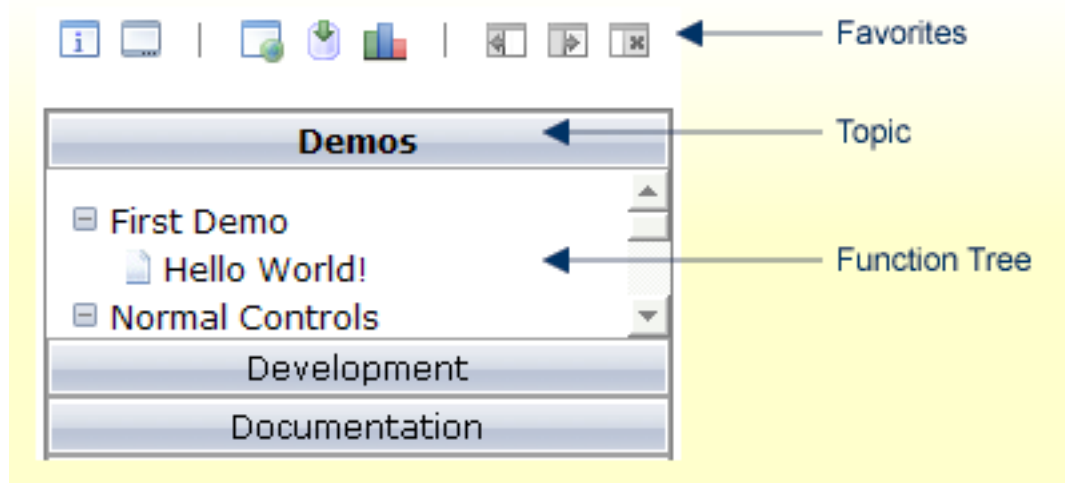 Favorites
Demos
Topic
First Demo
Hello World!
Function Tree
Normal Controls
Development
Documentation